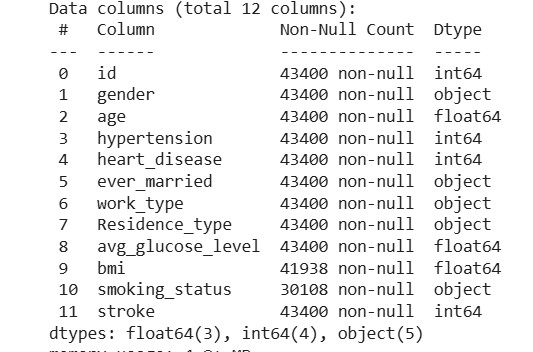 Data columns (total 12 columns):
# Column Non-Null Count Dtype
--- ------ -------------- -----
0 id 43400 non-null int64
1 gender 43400 non-null object
2 age 43400 non-null float64
3 hypertension 43400 non-null int64
4 heart_disease 43400 non-null int64
5 ever_married 43400 non-null object
6 work_type 43400 non-null object
7 Residence_type 43400 non-null object
8 avg_glucose_level 43400 non-null float64
9 bmi 41938 non-null float64
10 smoking_status 30108 non-null object
11 stroke 43400 non-null int64
dtypes: float64(3), int64(4), object(5)